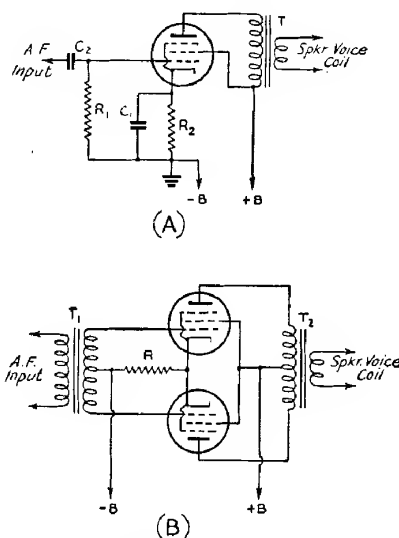 A.F. Input
C2
R1
C1
R2
T
Spkr Voice Coil
-B
+B
(A)
T1
A.F. Input
R
T2
Spkr. Voice Coil
-B
+B
(B)